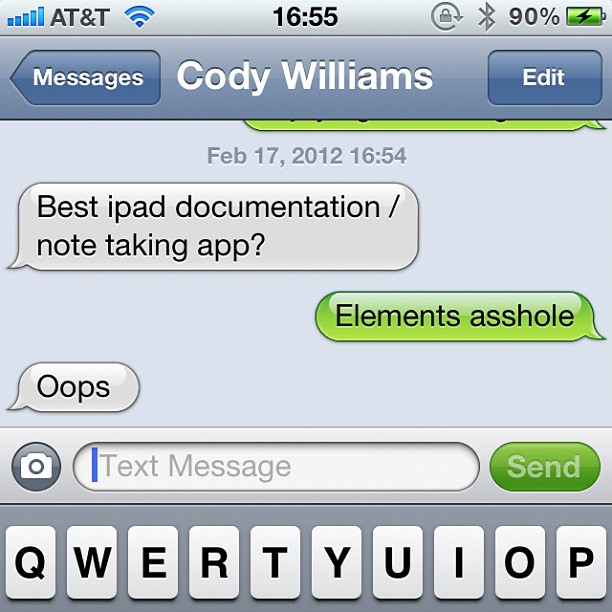 AT&T 16:55 90%
Messages Cody Williams Edit
Feb 17, 2012 16:54
Best ipad documentation /
note taking app?
Elements asshole
Oops
Text Message Send
Q W E R T Y U I O P